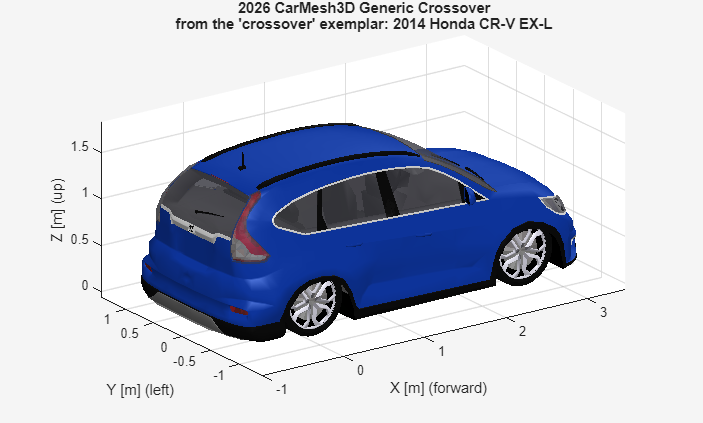 2026 CarMesh3D Generic Crossover
from the 'crossover' exemplar: 2014 Honda CR-V EX-L
1.5
1
0.5
0
Z [m] (up)
1
0.5
0
-0.5
-1
Y [m] (left)
-1
0
1
2
3
X [m] (forward)